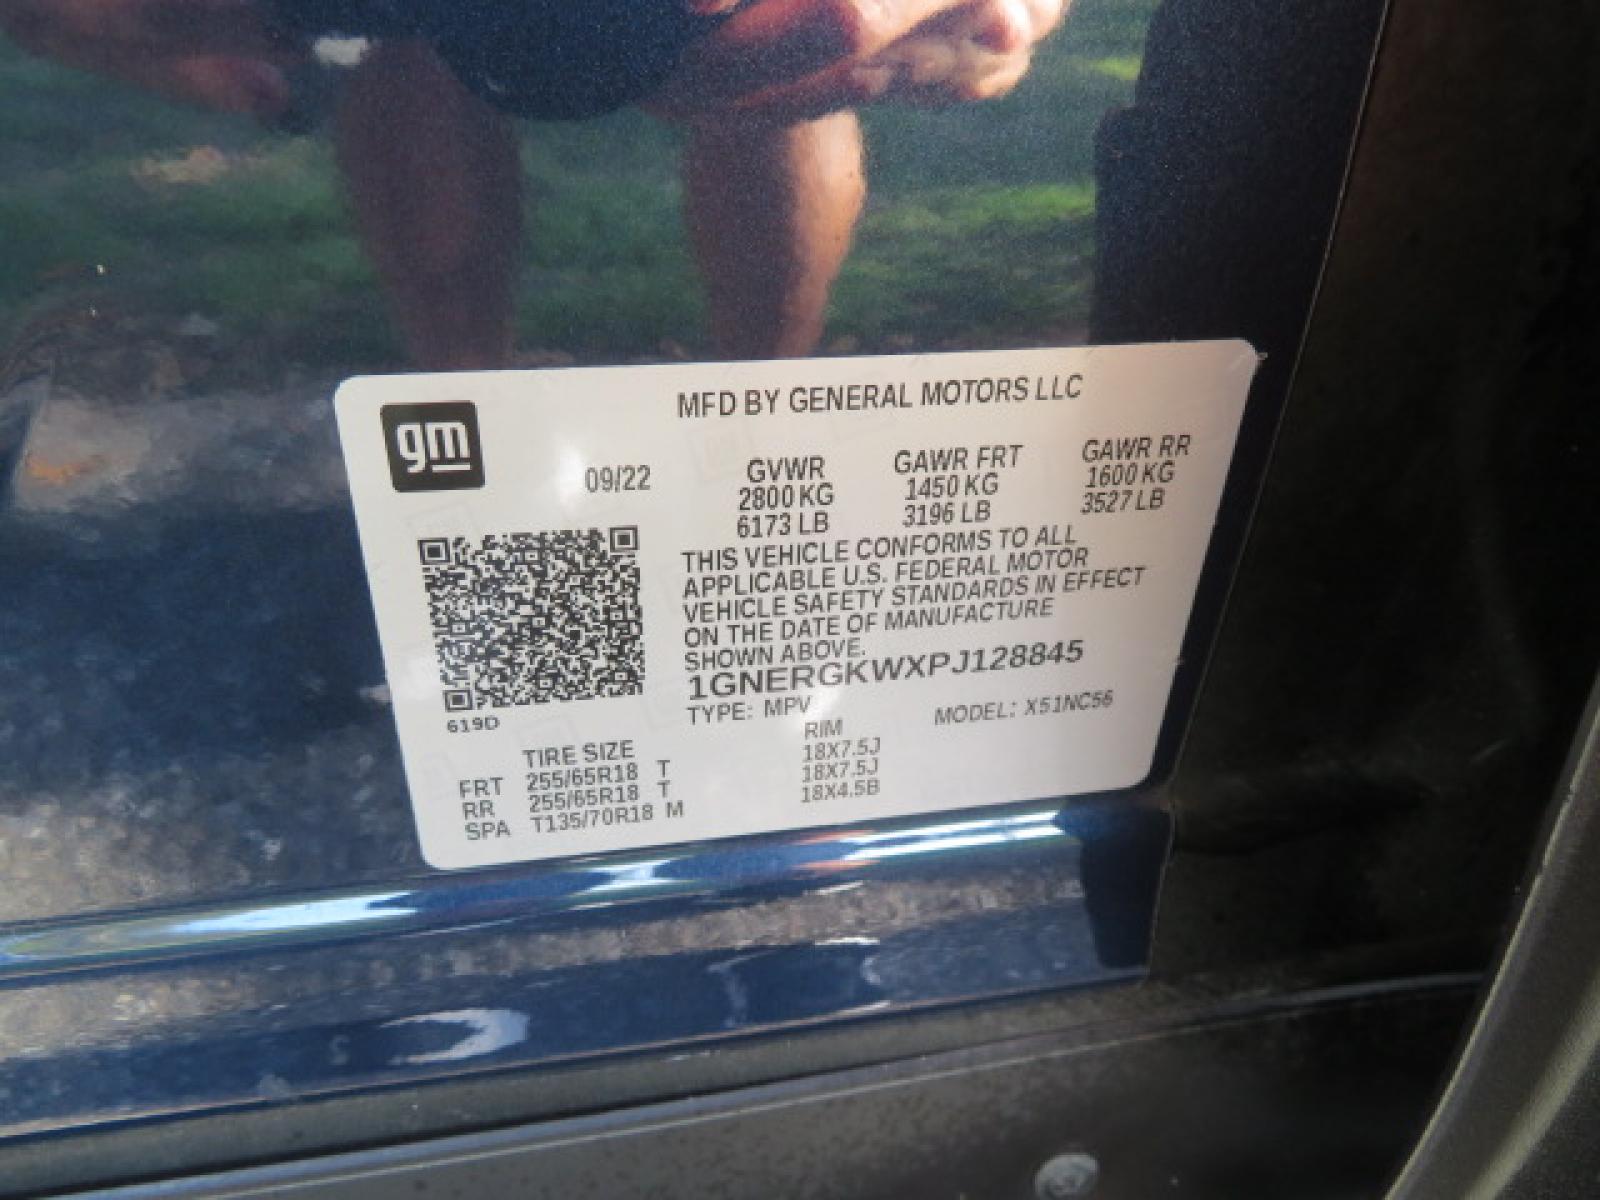 gm
MFD BY GENERAL MOTORS LLC
09/22
GVWR GAWR FRT GAWR RR
2800 KG 1450 KG 1600 KG
6173 LB 3196 LB 3527 LB
THIS VEHICLE CONFORMS TO ALL
APPLICABLE U.S. FEDERAL MOTOR
VEHICLE SAFETY STANDARDS IN EFFECT
ON THE DATE OF MANUFACTURE
SHOWN ABOVE.
1GNERGKWXPJ128845
619D
TYPE: MPV MODEL: X51NC56
TIRE SIZE RIM
FRT 255/65R18 T 18X7.5J
RR 255/65R18 T 18X7.5J
SPA T135/70R18 M 18X4.5B